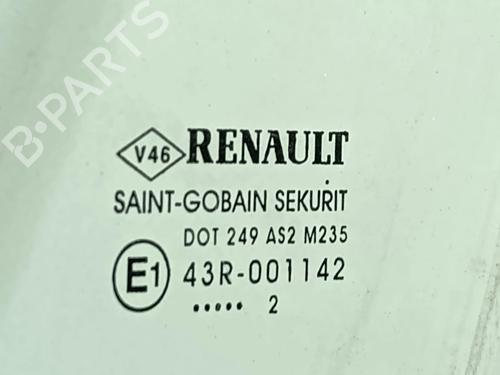 B-PARTS
V46 RENAULT
SAINT-GOBAIN SEKURIT
DOT 249 AS2 M235
E1 43R-001142
..... 2